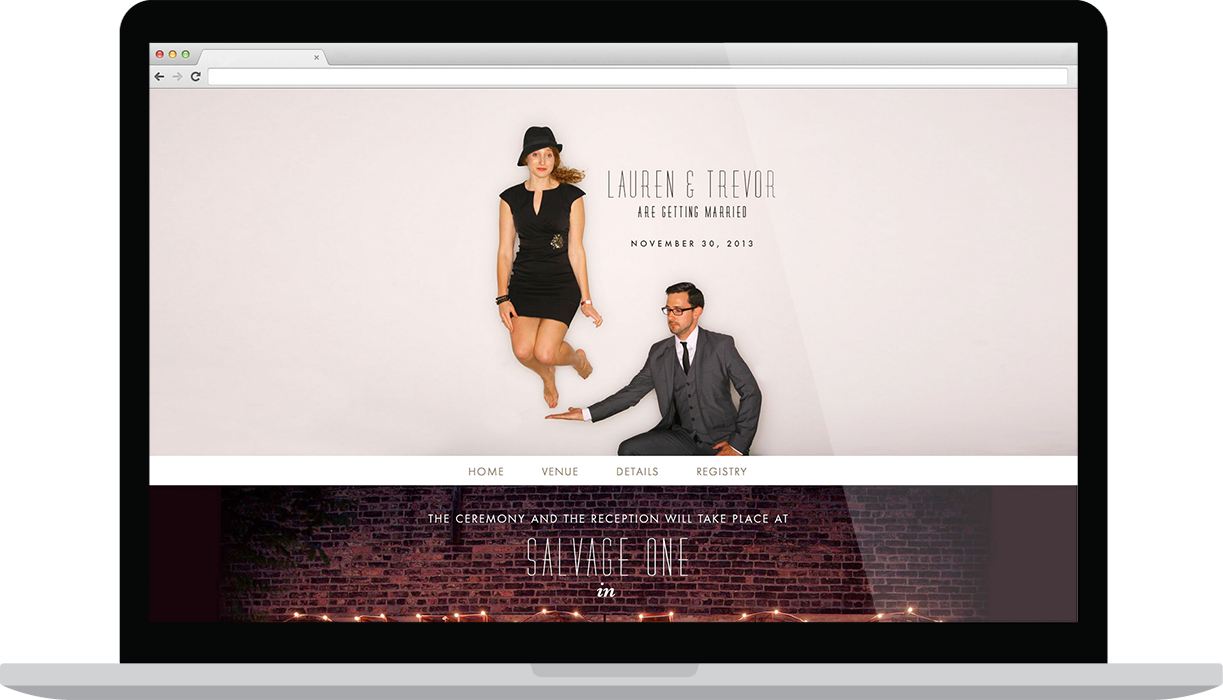 LAUREN & TREVOR
ARE GETTING MARRIED
NOVEMBER 30, 2013
HOME VENUE DETAILS REGISTRY
THE CEREMONY AND THE RECEPTION WILL TAKE PLACE AT
SALVAGE ONE
in